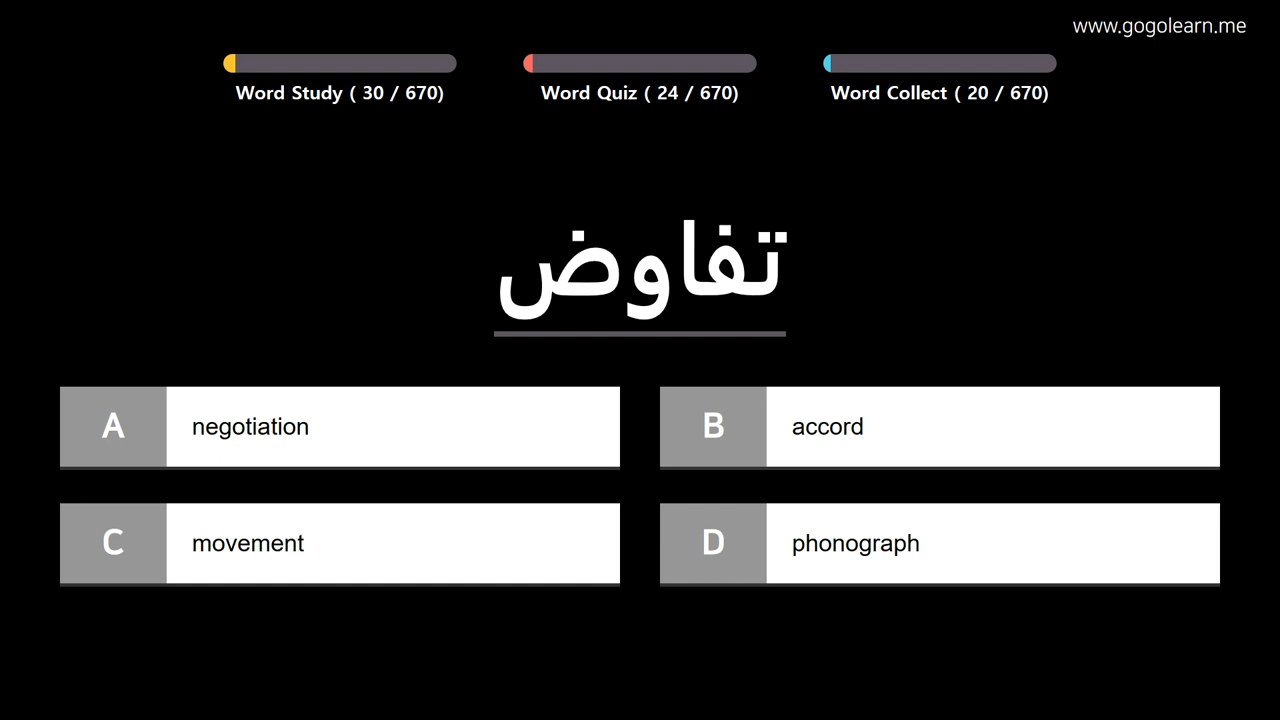 www.gogolearn.me
Word Study ( 30 / 670)
Word Quiz ( 24 / 670)
Word Collect ( 20 / 670)
تفاوض
A negotiation
B accord
C movement
D phonograph